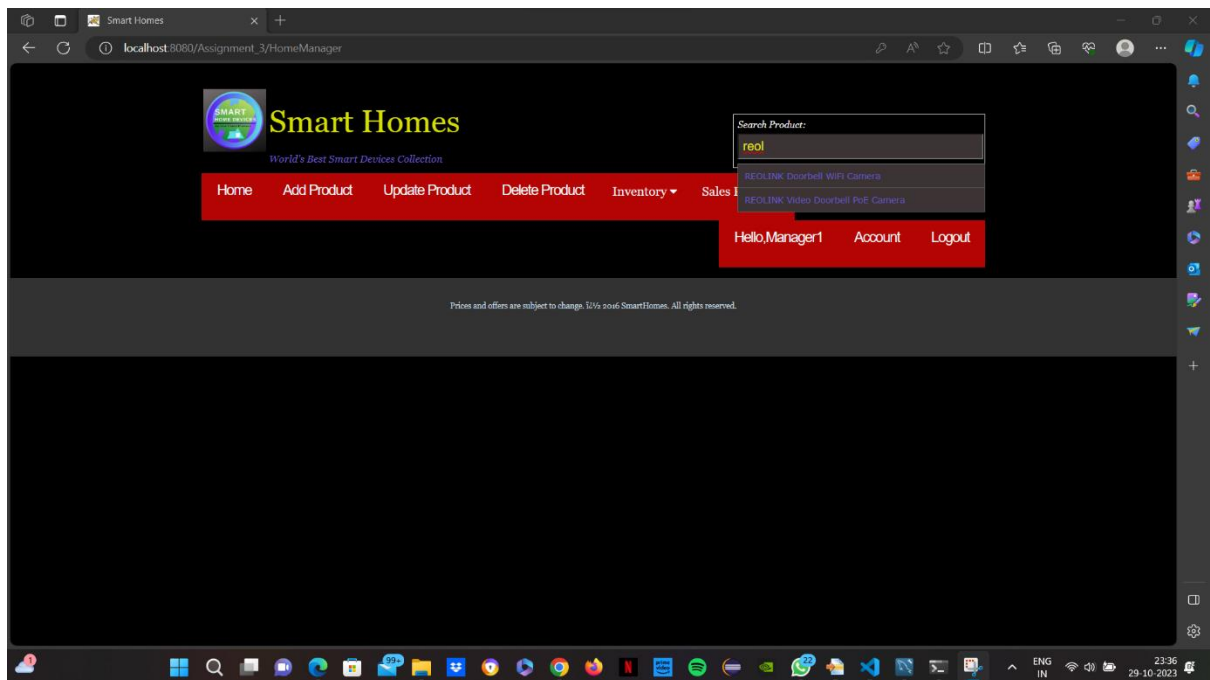 Smart Homes
localhost:8080/Assignment_3/HomeManager
SMART
HOME DEVICES
Smart Homes
World's Best Smart Devices Collection
Search Product:
reol
REOLINK Doorbell WiFi Camera
REOLINK Video Doorbell PoE Camera
Home Add Product Update Product Delete Product Inventory Sales
Hello,Manager1 Account Logout
Prices and offers are subject to change. ï¿½ 2016 SmartHomes. All rights reserved.
1
99+
N
prime video
22
ENG
IN
23:36
29-10-2023